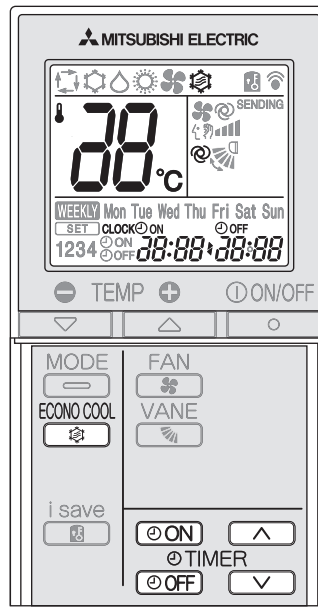 MITSUBISHI ELECTRIC
SENDING
88°C
WEEKLY Mon Tue Wed Thu Fri Sat Sun
SET CLOCK ON OFF
1234 ON OFF 88:88 88:88
TEMP ON/OFF
MODE FAN
ECONO COOL VANE
i save
ON
TIMER
OFF